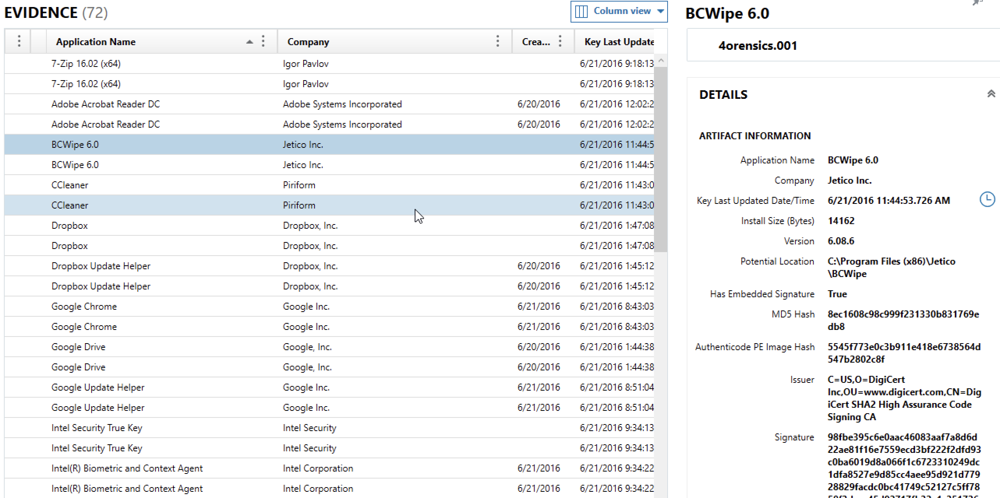 EVIDENCE (72)
Column view
Application Name Company Crea... Key Last Update
7-Zip 16.02 (x64) Igor Pavlov 6/21/2016 9:18:13
7-Zip 16.02 (x64) Igor Pavlov 6/21/2016 9:18:13
Adobe Acrobat Reader DC Adobe Systems Incorporated 6/20/2016 6/21/2016 12:02:2
Adobe Acrobat Reader DC Adobe Systems Incorporated 6/20/2016 6/21/2016 12:02:2
BCWipe 6.0 Jetico Inc. 6/21/2016 11:44:5
BCWipe 6.0 Jetico Inc. 6/21/2016 11:44:5
CCleaner Piriform 6/21/2016 11:43:0
CCleaner Piriform 6/21/2016 11:43:0
Dropbox Dropbox, Inc. 6/21/2016 1:47:08
Dropbox Dropbox, Inc. 6/21/2016 1:47:08
Dropbox Update Helper Dropbox, Inc. 6/20/2016 6/21/2016 1:45:12
Dropbox Update Helper Dropbox, Inc. 6/20/2016 6/21/2016 1:45:12
Google Chrome Google Inc. 6/21/2016 6/21/2016 8:43:03
Google Chrome Google Inc. 6/21/2016 6/21/2016 8:43:03
Google Drive Google, Inc. 6/20/2016 6/21/2016 1:44:38
Google Drive Google, Inc. 6/20/2016 6/21/2016 1:44:38
Google Update Helper Google Inc. 6/21/2016 6/21/2016 8:51:04
Google Update Helper Google Inc. 6/21/2016 6/21/2016 8:51:04
Intel Security True Key Intel Security 6/21/2016 9:34:13
Intel Security True Key Intel Security 6/21/2016 9:34:13
Intel(R) Biometric and Context Agent Intel Corporation 6/21/2016 6/21/2016 9:34:22
Intel(R) Biometric and Context Agent Intel Corporation 6/21/2016 6/21/2016 9:34:22
BCWipe 6.0
4orensics.001
DETAILS
ARTIFACT INFORMATION
Application Name BCWipe 6.0
Company Jetico Inc.
Key Last Updated Date/Time 6/21/2016 11:44:53.726 AM
Install Size (Bytes) 14162
Version 6.08.6
Potential Location C:\Program Files (x86)\Jetico
\BCWipe
Has Embedded Signature True
MD5 Hash 8ec1608c98c999f231330b831769e
db8
Authenticode PE Image Hash 5545f773e0c3b911e418e6738564d
547b2802c8f
Issuer C=US,O=DigiCert
Inc,OU=www.digicert.com,CN=Dig
iCert SHA2 High Assurance Code
Signing CA
Signature 98fbe395c6e0aac46083aaf7a8d6d
22ae81f16e7559ecd3bf222f2dfd93
c0ba6019d8a066f1c6723310249dc
1dfa8527e9d85cc4aee95d921d779
28829facdc0bc41749c52127c5ff78